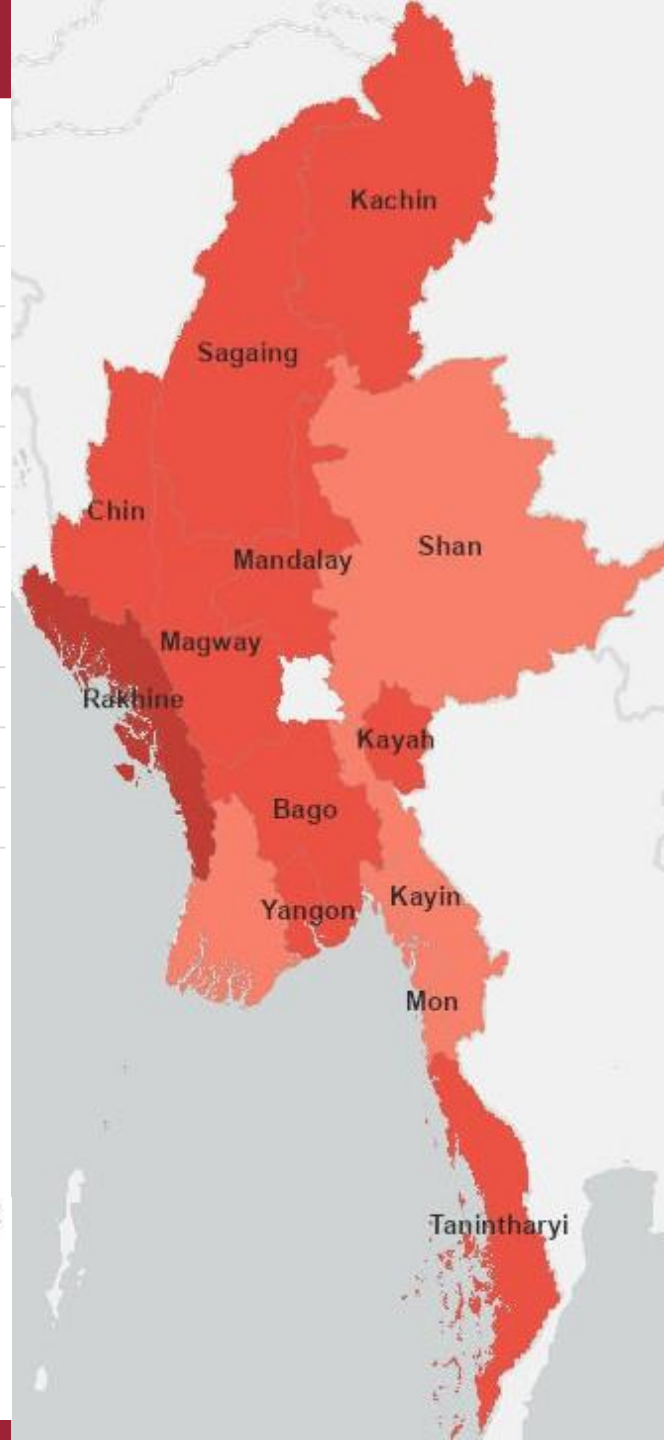 Kachin
Sagaing
Chin
Mandalay
Shan
Magway
Rakhine
Kayah
Bago
Kayin
Yangon
Mon
Tanintharyi